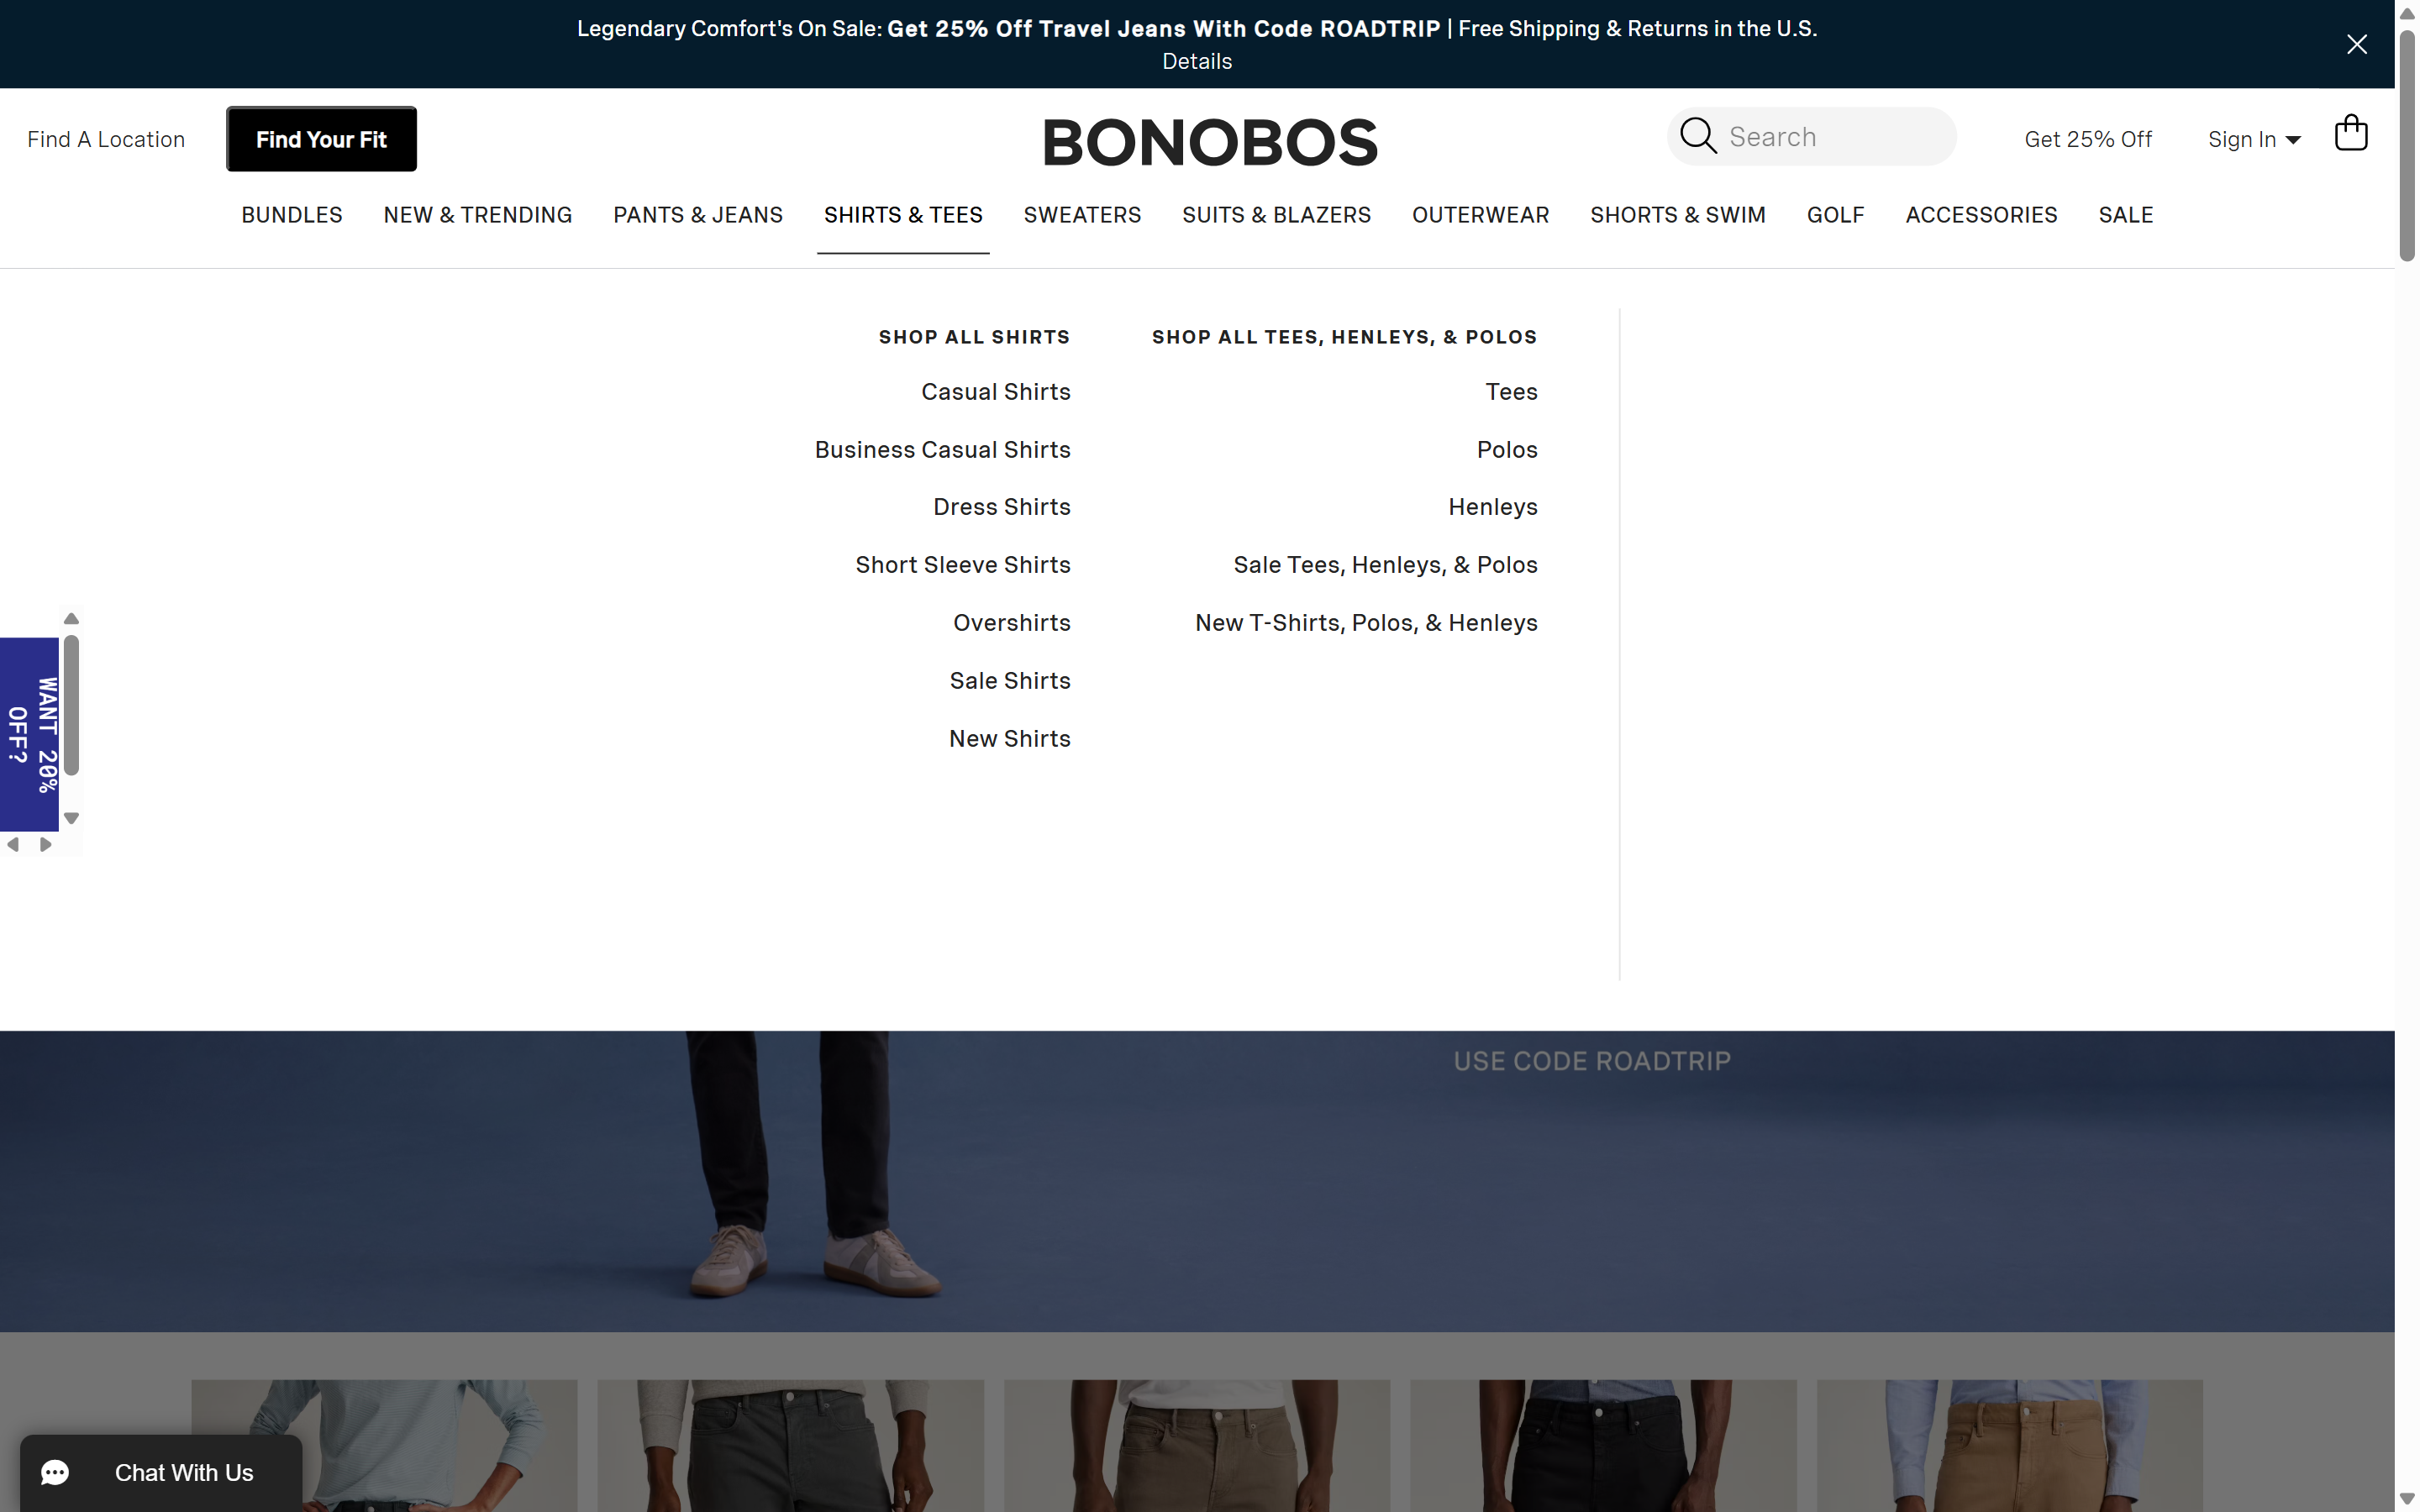 Legendary Comfort's On Sale: Get 25% Off Travel Jeans With Code ROADTRIP | Free Shipping & Returns in the U.S.
Details
Find A Location
Find Your Fit
BONOBOS
Search
Get 25% Off
Sign In
BUNDLES
NEW & TRENDING
PANTS & JEANS
SHIRTS & TEES
SWEATERS
SUITS & BLAZERS
OUTERWEAR
SHORTS & SWIM
GOLF
ACCESSORIES
SALE
SHOP ALL SHIRTS
Casual Shirts
Business Casual Shirts
Dress Shirts
Short Sleeve Shirts
Overshirts
Sale Shirts
New Shirts
SHOP ALL TEES, HENLEYS, & POLOS
Tees
Polos
Henleys
Sale Tees, Henleys, & Polos
New T-Shirts, Polos, & Henleys
WANT 20%
OFF?
USE CODE ROADTRIP
Chat With Us